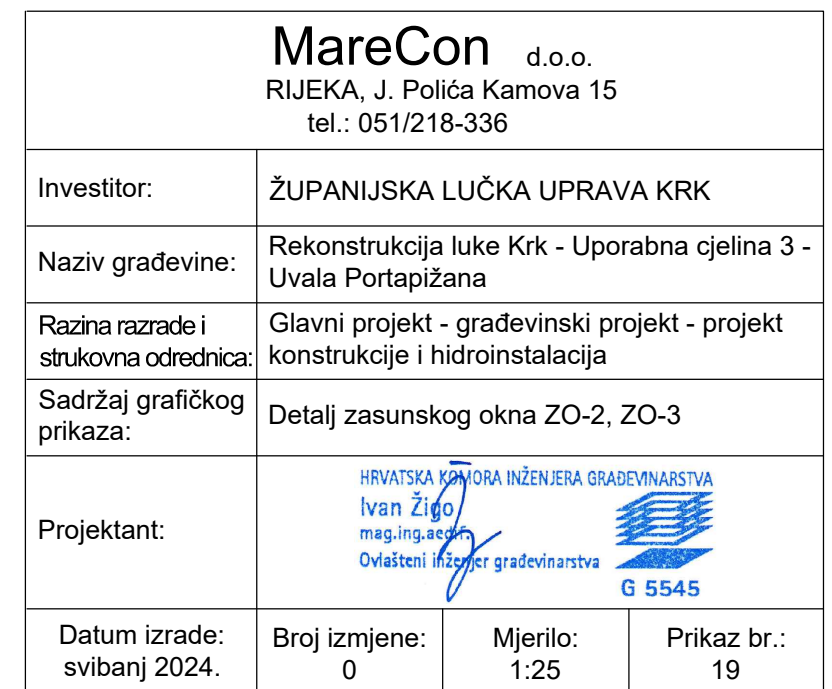 MareCon d.o.o.
RIJEKA, J. Polića Kamova 15
tel.: 051/218-336
Investitor:
ŽUPANIJSKA LUČKA UPRAVA KRK
Naziv građevine:
Rekonstrukcija luke Krk - Uporabna cjelina 3 -
Uvala Portapižana
Razina razrade i
strukovna odrednica:
Glavni projekt - građevinski projekt - projekt
konstrukcije i hidroinstalacija
Sadržaj grafičkog
prikaza:
Detalj zasunskog okna ZO-2, ZO-3
Projektant:
HRVATSKA KOMORA INŽENJERA GRAĐEVINARSTVA
Ivan Žigo
mag.ing.aedif.
Ovlašteni inženjer građevinarstva
G 5545
Datum izrade:
svibanj 2024.
Broj izmjene:
0
Mjerilo:
1:25
Prikaz br.:
19